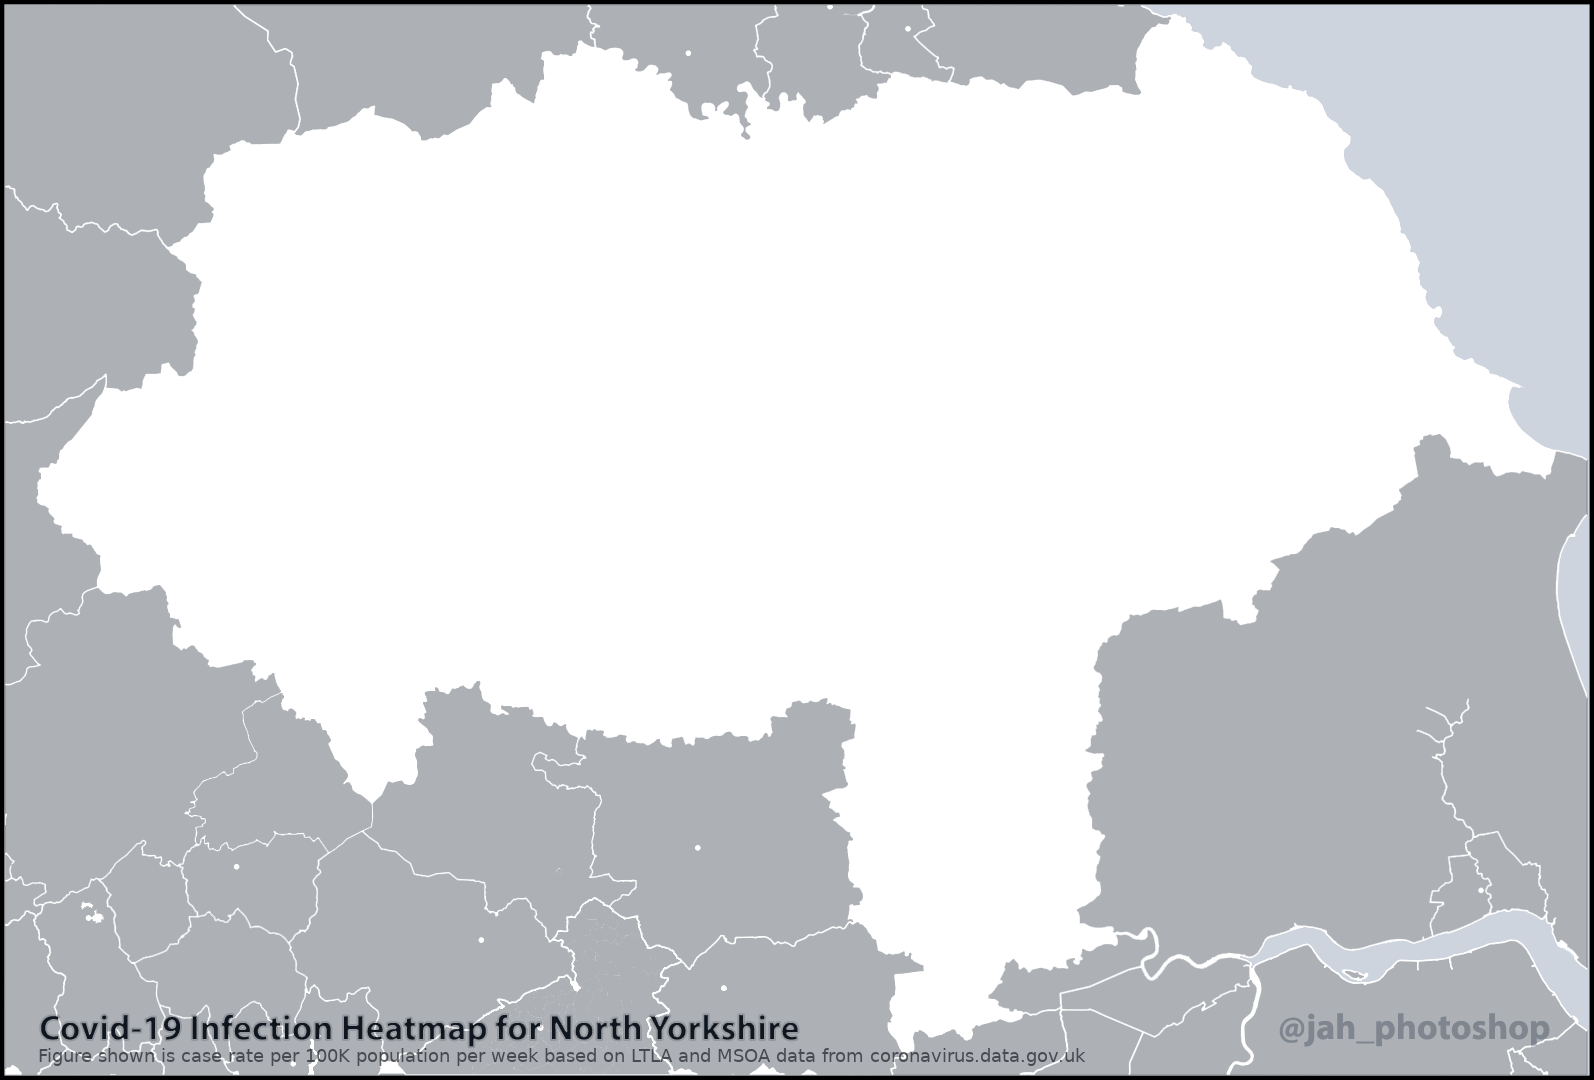 Covid-19 Infection Heatmap for North Yorkshire
Figure shown is case rate per 100K population per week based on LTLA and MSOA data from coronavirus.data.gov.uk
@jah_photoshop